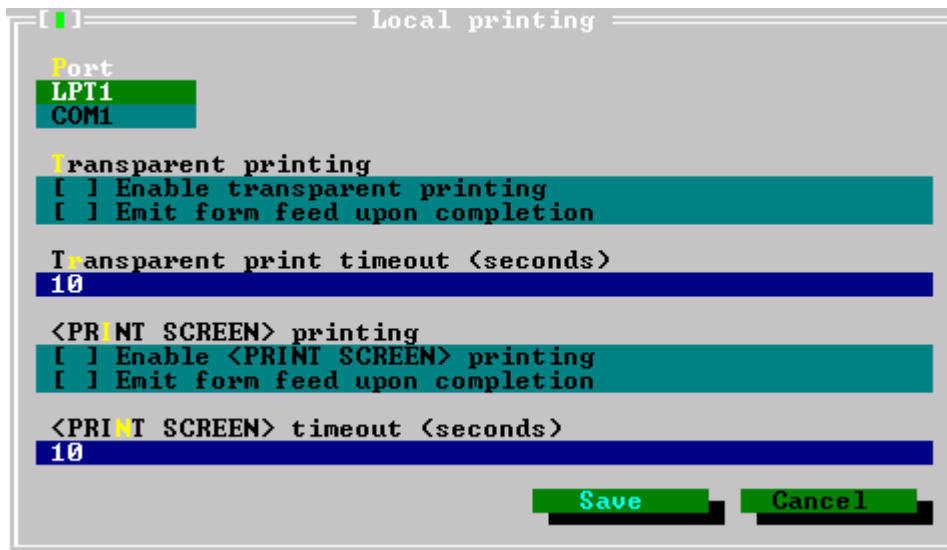 [▮] Local printing
Port
LPT1
COM1
Transparent printing
[ ] Enable transparent printing
[ ] Emit form feed upon completion
Transparent print timeout (seconds)
10
<PRINT SCREEN> printing
[ ] Enable <PRINT SCREEN> printing
[ ] Emit form feed upon completion
<PRINT SCREEN> timeout (seconds)
10
Save Cancel